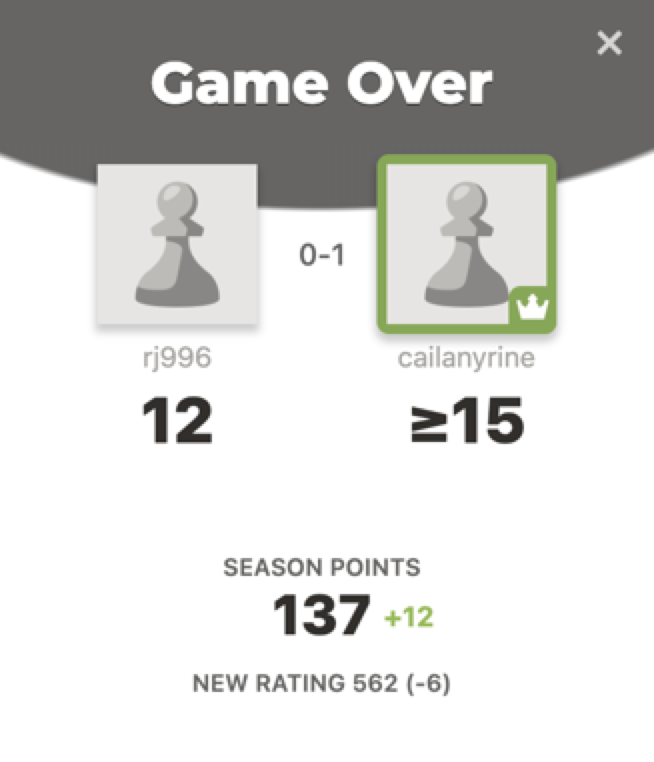 Game Over
0-1
rj996 cailanyrine
12 ≥15
SEASON POINTS
137 +12
NEW RATING 562 (-6)